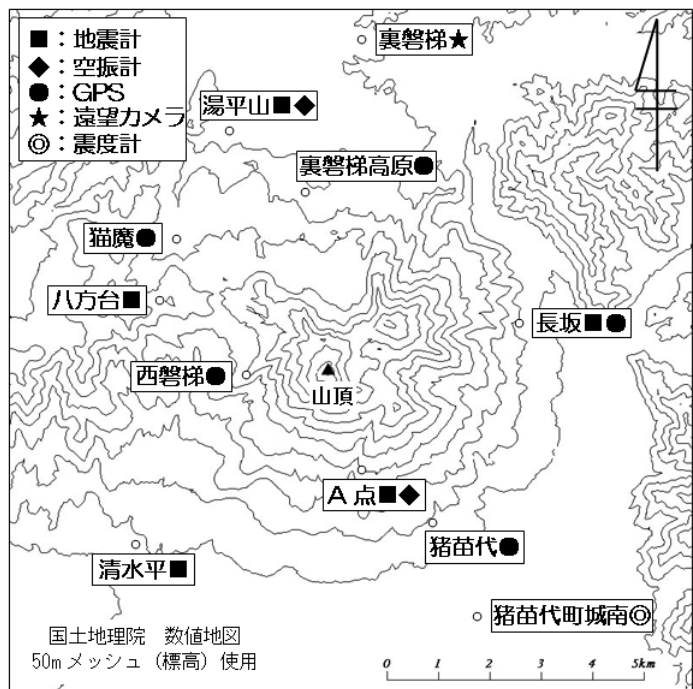 ■：地震計
◆：空振計
●：GPS
★：遠望カメラ
◎：震度計
裏磐梯★
湯平山■◆
裏磐梯高原●
猫魔●
八方台■
長坂■●
西磐梯●
山頂
A点■◆
猪苗代●
清水平■
猪苗代町城南◎
国土地理院 数値地図
50mメッシュ（標高）使用
0 1 2 3 4 5km